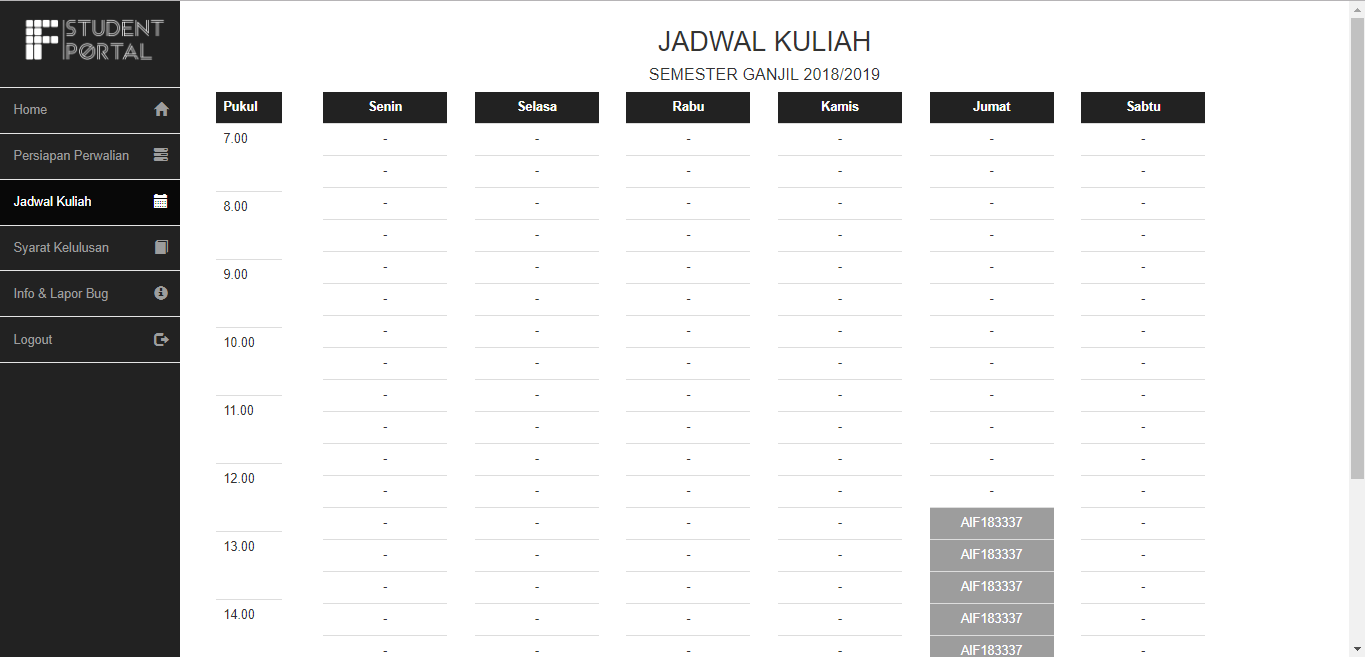 STUDENT
PØRTAL
Home
Persiapan Perwalian
Jadwal Kuliah
Syarat Kelulusan
Info & Lapor Bug
Logout
JADWAL KULIAH
SEMESTER GANJIL 2018/2019
Pukul Senin Selasa Rabu Kamis Jumat Sabtu
7.00 - - - - - -
- - - - - -
8.00 - - - - - -
- - - - - -
9.00 - - - - - -
- - - - - -
- - - - - -
10.00 - - - - - -
- - - - - -
11.00 - - - - - -
- - - - - -
12.00 - - - - - -
- - - - AIF183337 -
13.00 - - - - AIF183337 -
- - - - AIF183337 -
14.00 - - - - AIF183337 -
- - - - AIF183337 -